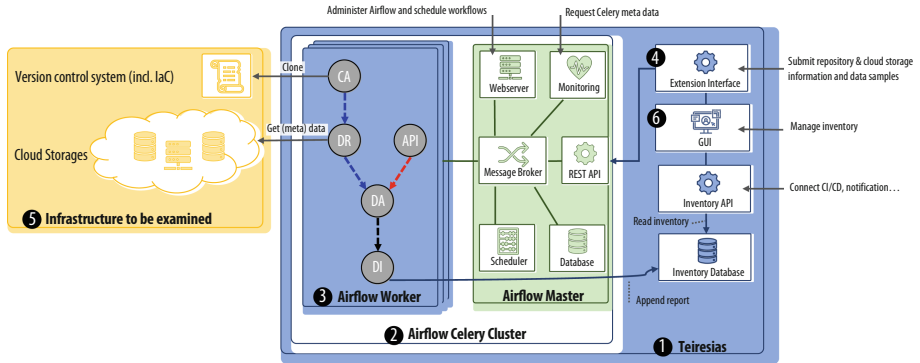 Administer Airflow and schedule workflows
Request Celery meta data
Version control system (incl. IaC)
Clone
CA
Webserver
Monitoring
4
Extension Interface
Submit repository & cloud storage
information and data samples
Get (meta) data
Cloud Storages
DR
API
Message Broker
REST API
6
GUI
Manage inventory
DA
Inventory API
Connect CI/CD, notification…
5 Infrastructure to be examined
Read inventory
DI
Scheduler
Database
Inventory Database
3 Airflow Worker
Airflow Master
Append report
2 Airflow Celery Cluster
1 Teiresias